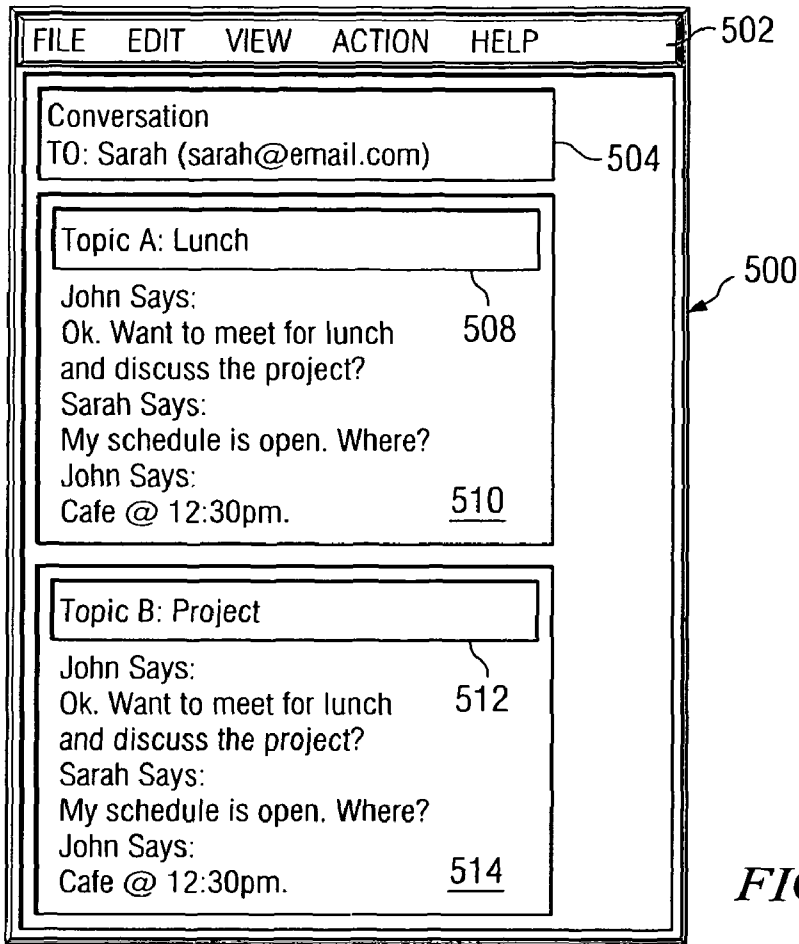 FILE EDIT VIEW ACTION HELP
502
Conversation
TO: Sarah (sarah@email.com)
504
Topic A: Lunch
500
508
John Says:
Ok. Want to meet for lunch
and discuss the project?
Sarah Says:
My schedule is open. Where?
John Says:
Cafe @ 12:30pm.
510
Topic B: Project
512
John Says:
Ok. Want to meet for lunch
and discuss the project?
Sarah Says:
My schedule is open. Where?
John Says:
Cafe @ 12:30pm.
514